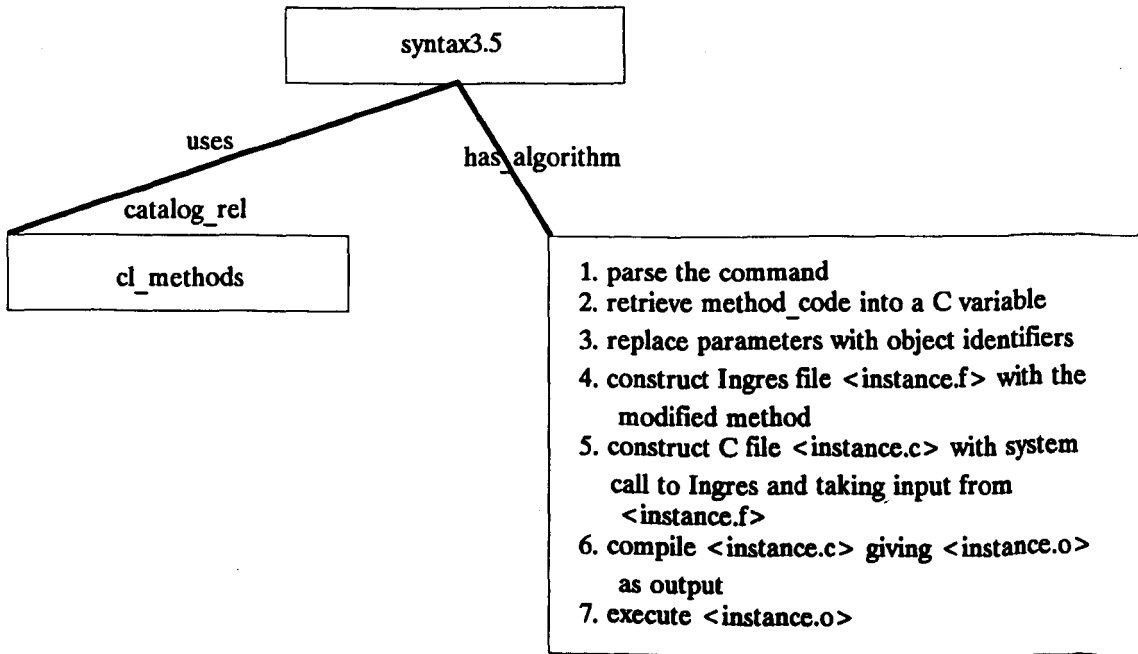 syntax3.5
uses
has_algorithm
catalog_rel
cl_methods
1. parse the command
2. retrieve method_code into a C variable
3. replace parameters with object identifiers
4. construct Ingres file <instance.f> with the
modified method
5. construct C file <instance.c> with system
call to Ingres and taking input from
<instance.f>
6. compile <instance.c> giving <instance.o>
as output
7. execute <instance.o>